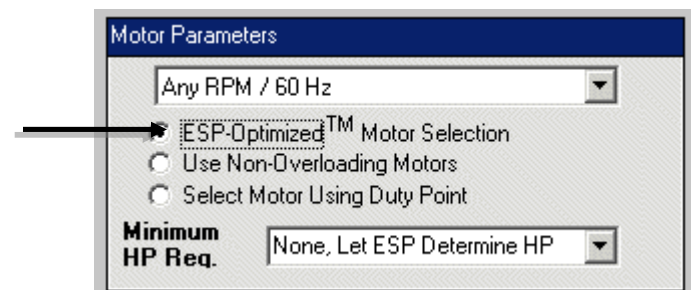 Motor Parameters
Any RPM / 60 Hz
ESP-Optimized™ Motor Selection
Use Non-Overloading Motors
Select Motor Using Duty Point
Minimum
HP Req.
None, Let ESP Determine HP